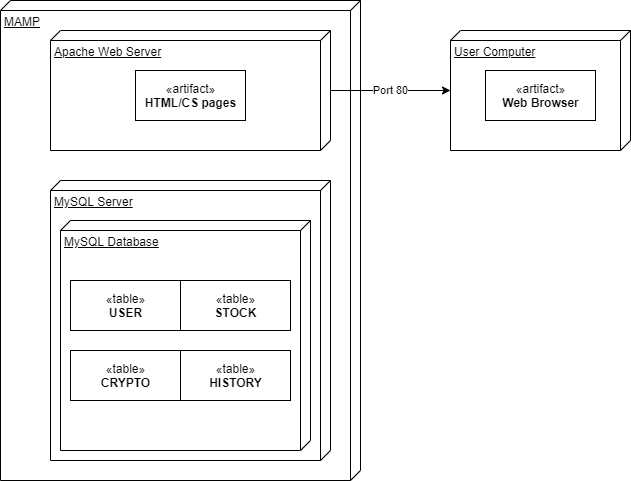 MAMP
Apache Web Server
«artifact»
HTML/CS pages
Port 80
User Computer
«artifact»
Web Browser
MySQL Server
MySQL Database
«table»
USER
«table»
STOCK
«table»
CRYPTO
«table»
HISTORY